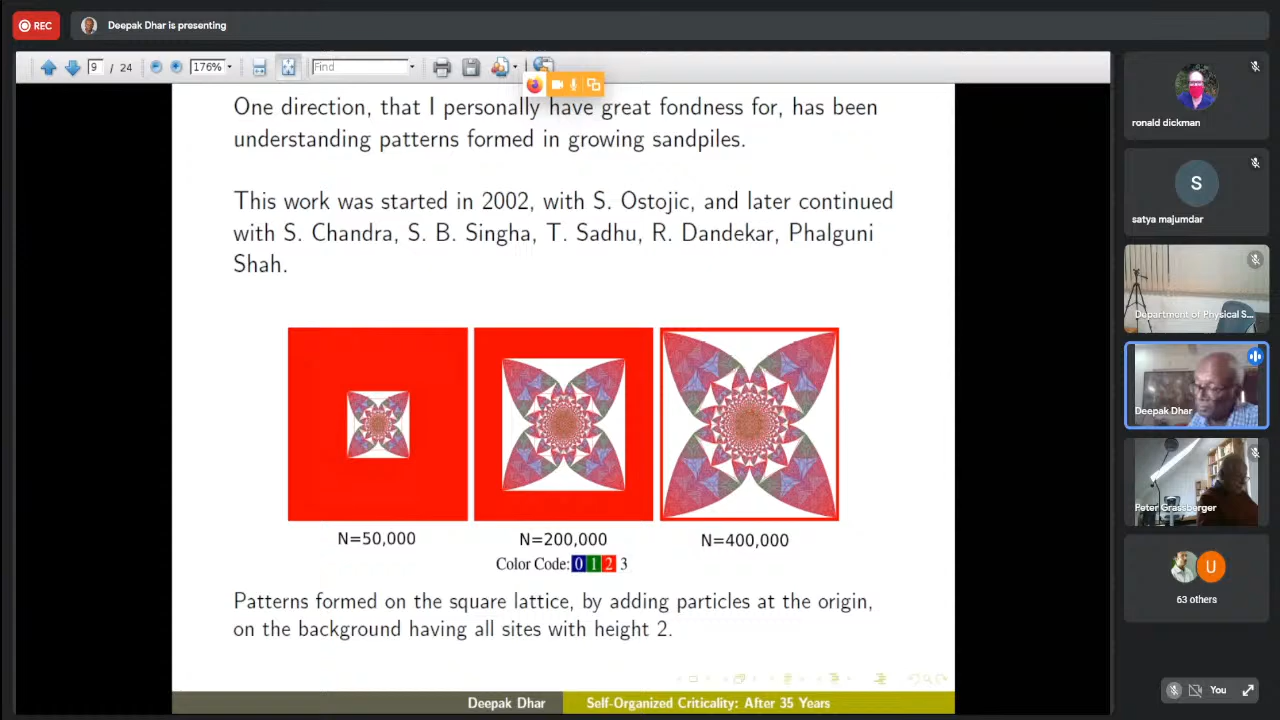 REC
Deepak Dhar is presenting
9 / 24
176%
Find
One direction, that I personally have great fondness for, has been
understanding patterns formed in growing sandpiles.
This work was started in 2002, with S. Ostojic, and later continued
with S. Chandra, S. B. Singha, T. Sadhu, R. Dandekar, Phalguni
Shah.
N=50,000
N=200,000
N=400,000
Color Code: 0 1 2 3
Patterns formed on the square lattice, by adding particles at the origin,
on the background having all sites with height 2.
Deepak Dhar
Self-Organized Criticality: After 35 Years
ronald dickman
S
satya majumdar
Department of Physical S...
Deepak Dhar
Peter Grassberger
U
63 others
You